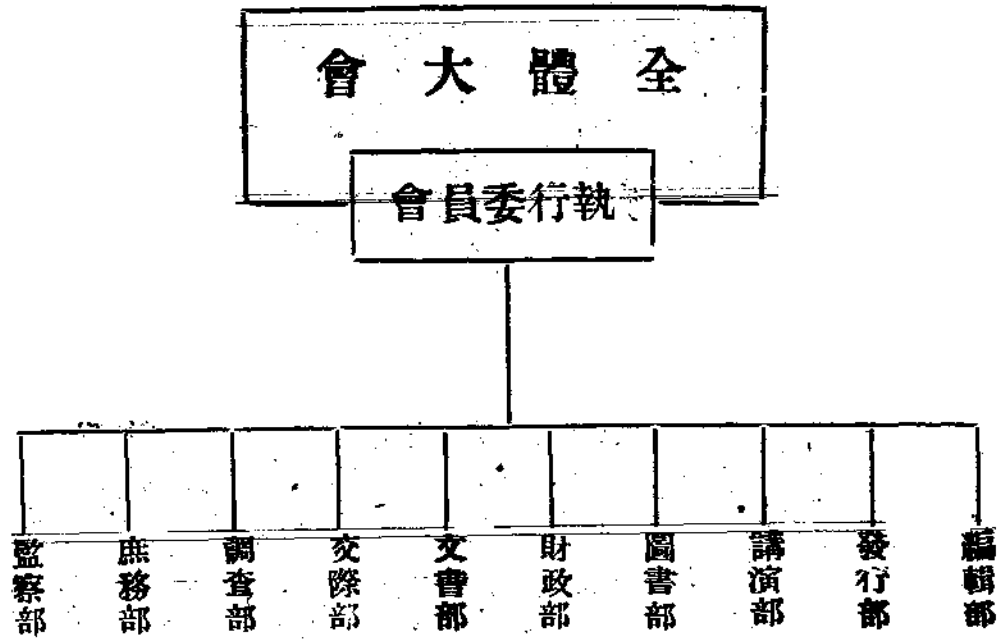 全體大會
執行委員會
編輯部
發行部
講演部
圖書部
財政部
文書部
交際部
調查部
庶務部
監察部